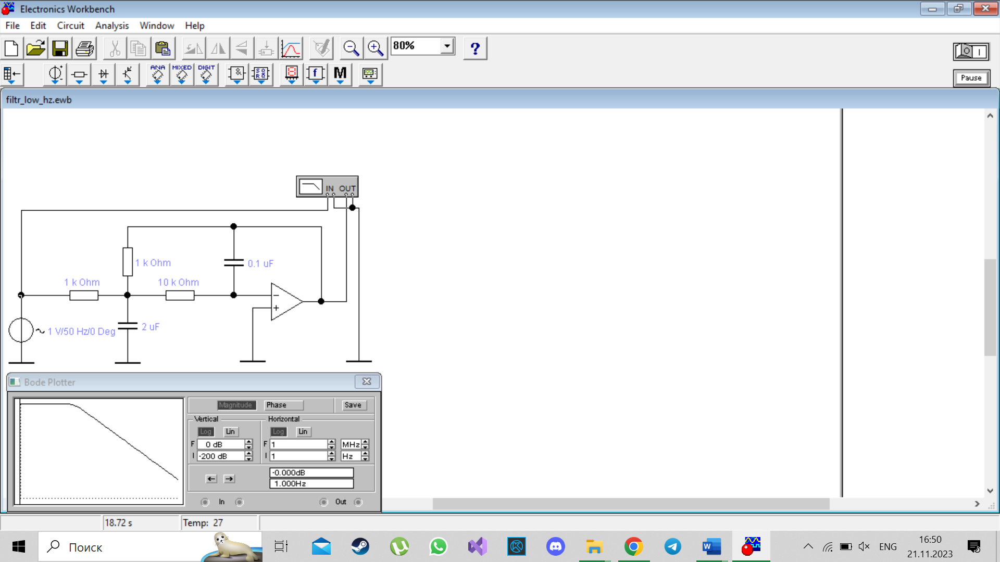 Electronics Workbench
File Edit Circuit Analysis Window Help
80%
?
ANA MIXED DIGIT
f M
Pause
filtr_low_hz.ewb
IN OUT
1 k Ohm
0.1 uF
1 k Ohm
10 k Ohm
1 V/50 Hz/0 Deg
2 uF
Bode Plotter
Magnitude Phase Save
Vertical Horizontal
Log Lin Log Lin
F 0 dB F 1 MHz
I -200 dB I 1 Hz
-0.000dB
1.000Hz
In Out
18.72 s Temp: 27
Поиск
ENG
16:50
21.11.2023